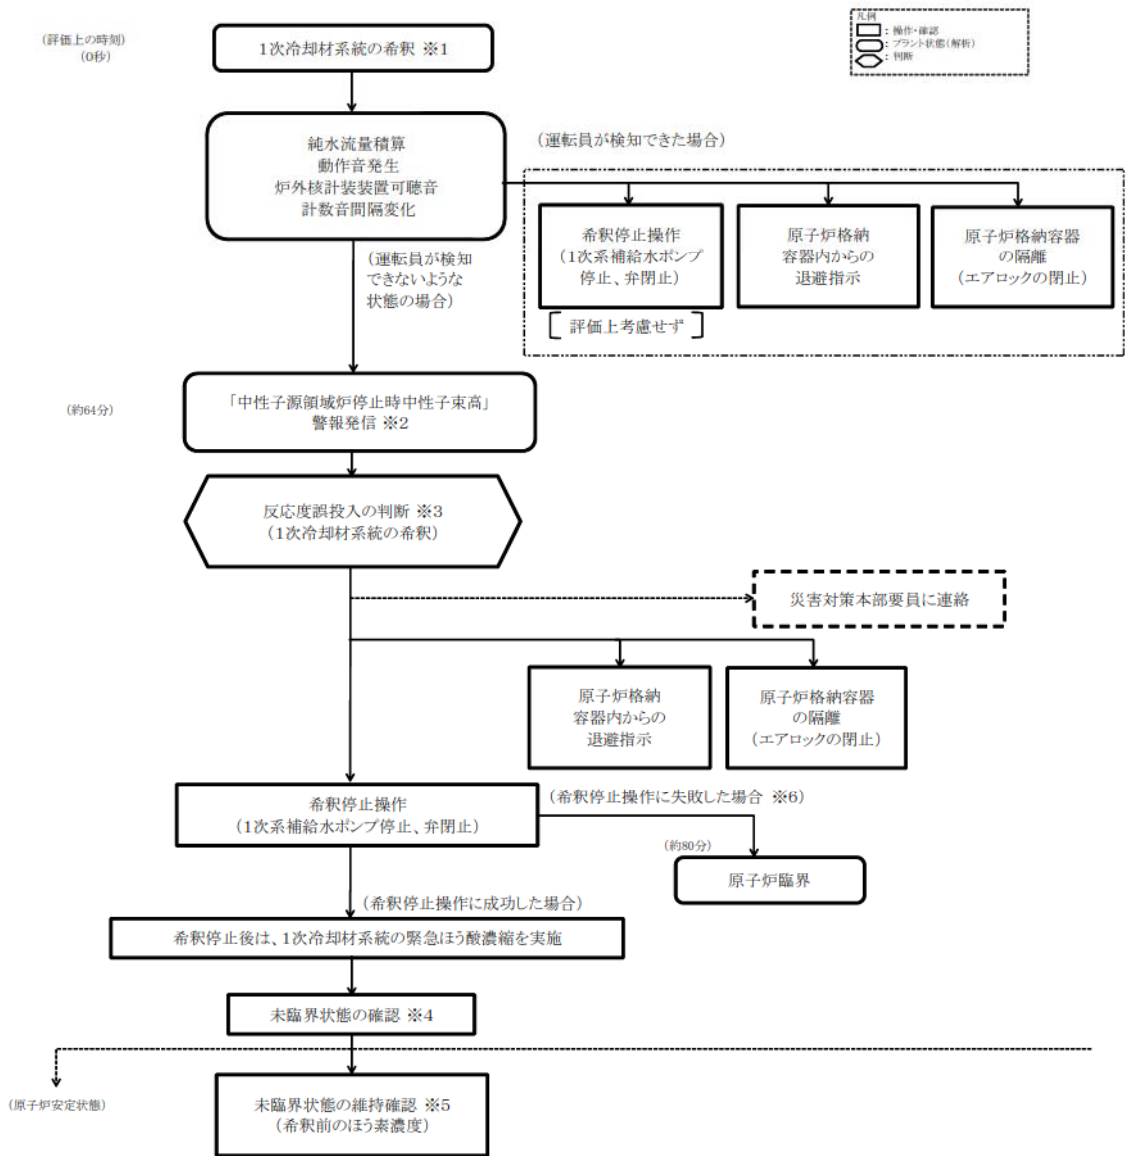 (評価上の時刻)
(0秒)
1次冷却材系統の希釈 ※1
凡例
: 操作・確認
: プラント状態(解析)
: 判断
純水流量積算
動作音発生
炉外核計装装置可聴音
計数音間隔変化
(運転員が検知できた場合)
希釈停止操作
(1次系補給水ポンプ
停止、弁閉止)
[評価上考慮せず]
原子炉格納
容器内からの
退避指示
原子炉格納容器
の隔離
(エアロックの閉止)
(運転員が検知
できないような
状態の場合)
(約64分)
「中性子源領域炉停止時中性子束高」
警報発信 ※2
反応度誤投入の判断 ※3
(1次冷却材系統の希釈)
災害対策本部要員に連絡
原子炉格納
容器内からの
退避指示
原子炉格納容器
の隔離
(エアロックの閉止)
希釈停止操作
(1次系補給水ポンプ停止、弁閉止)
(希釈停止操作に失敗した場合 ※6)
(約80分)
原子炉臨界
(希釈停止操作に成功した場合)
希釈停止後は、1次冷却材系統の緊急ほう酸濃縮を実施
未臨界状態の確認 ※4
(原子炉安定状態)
未臨界状態の維持確認 ※5
(希釈前のほう素濃度)